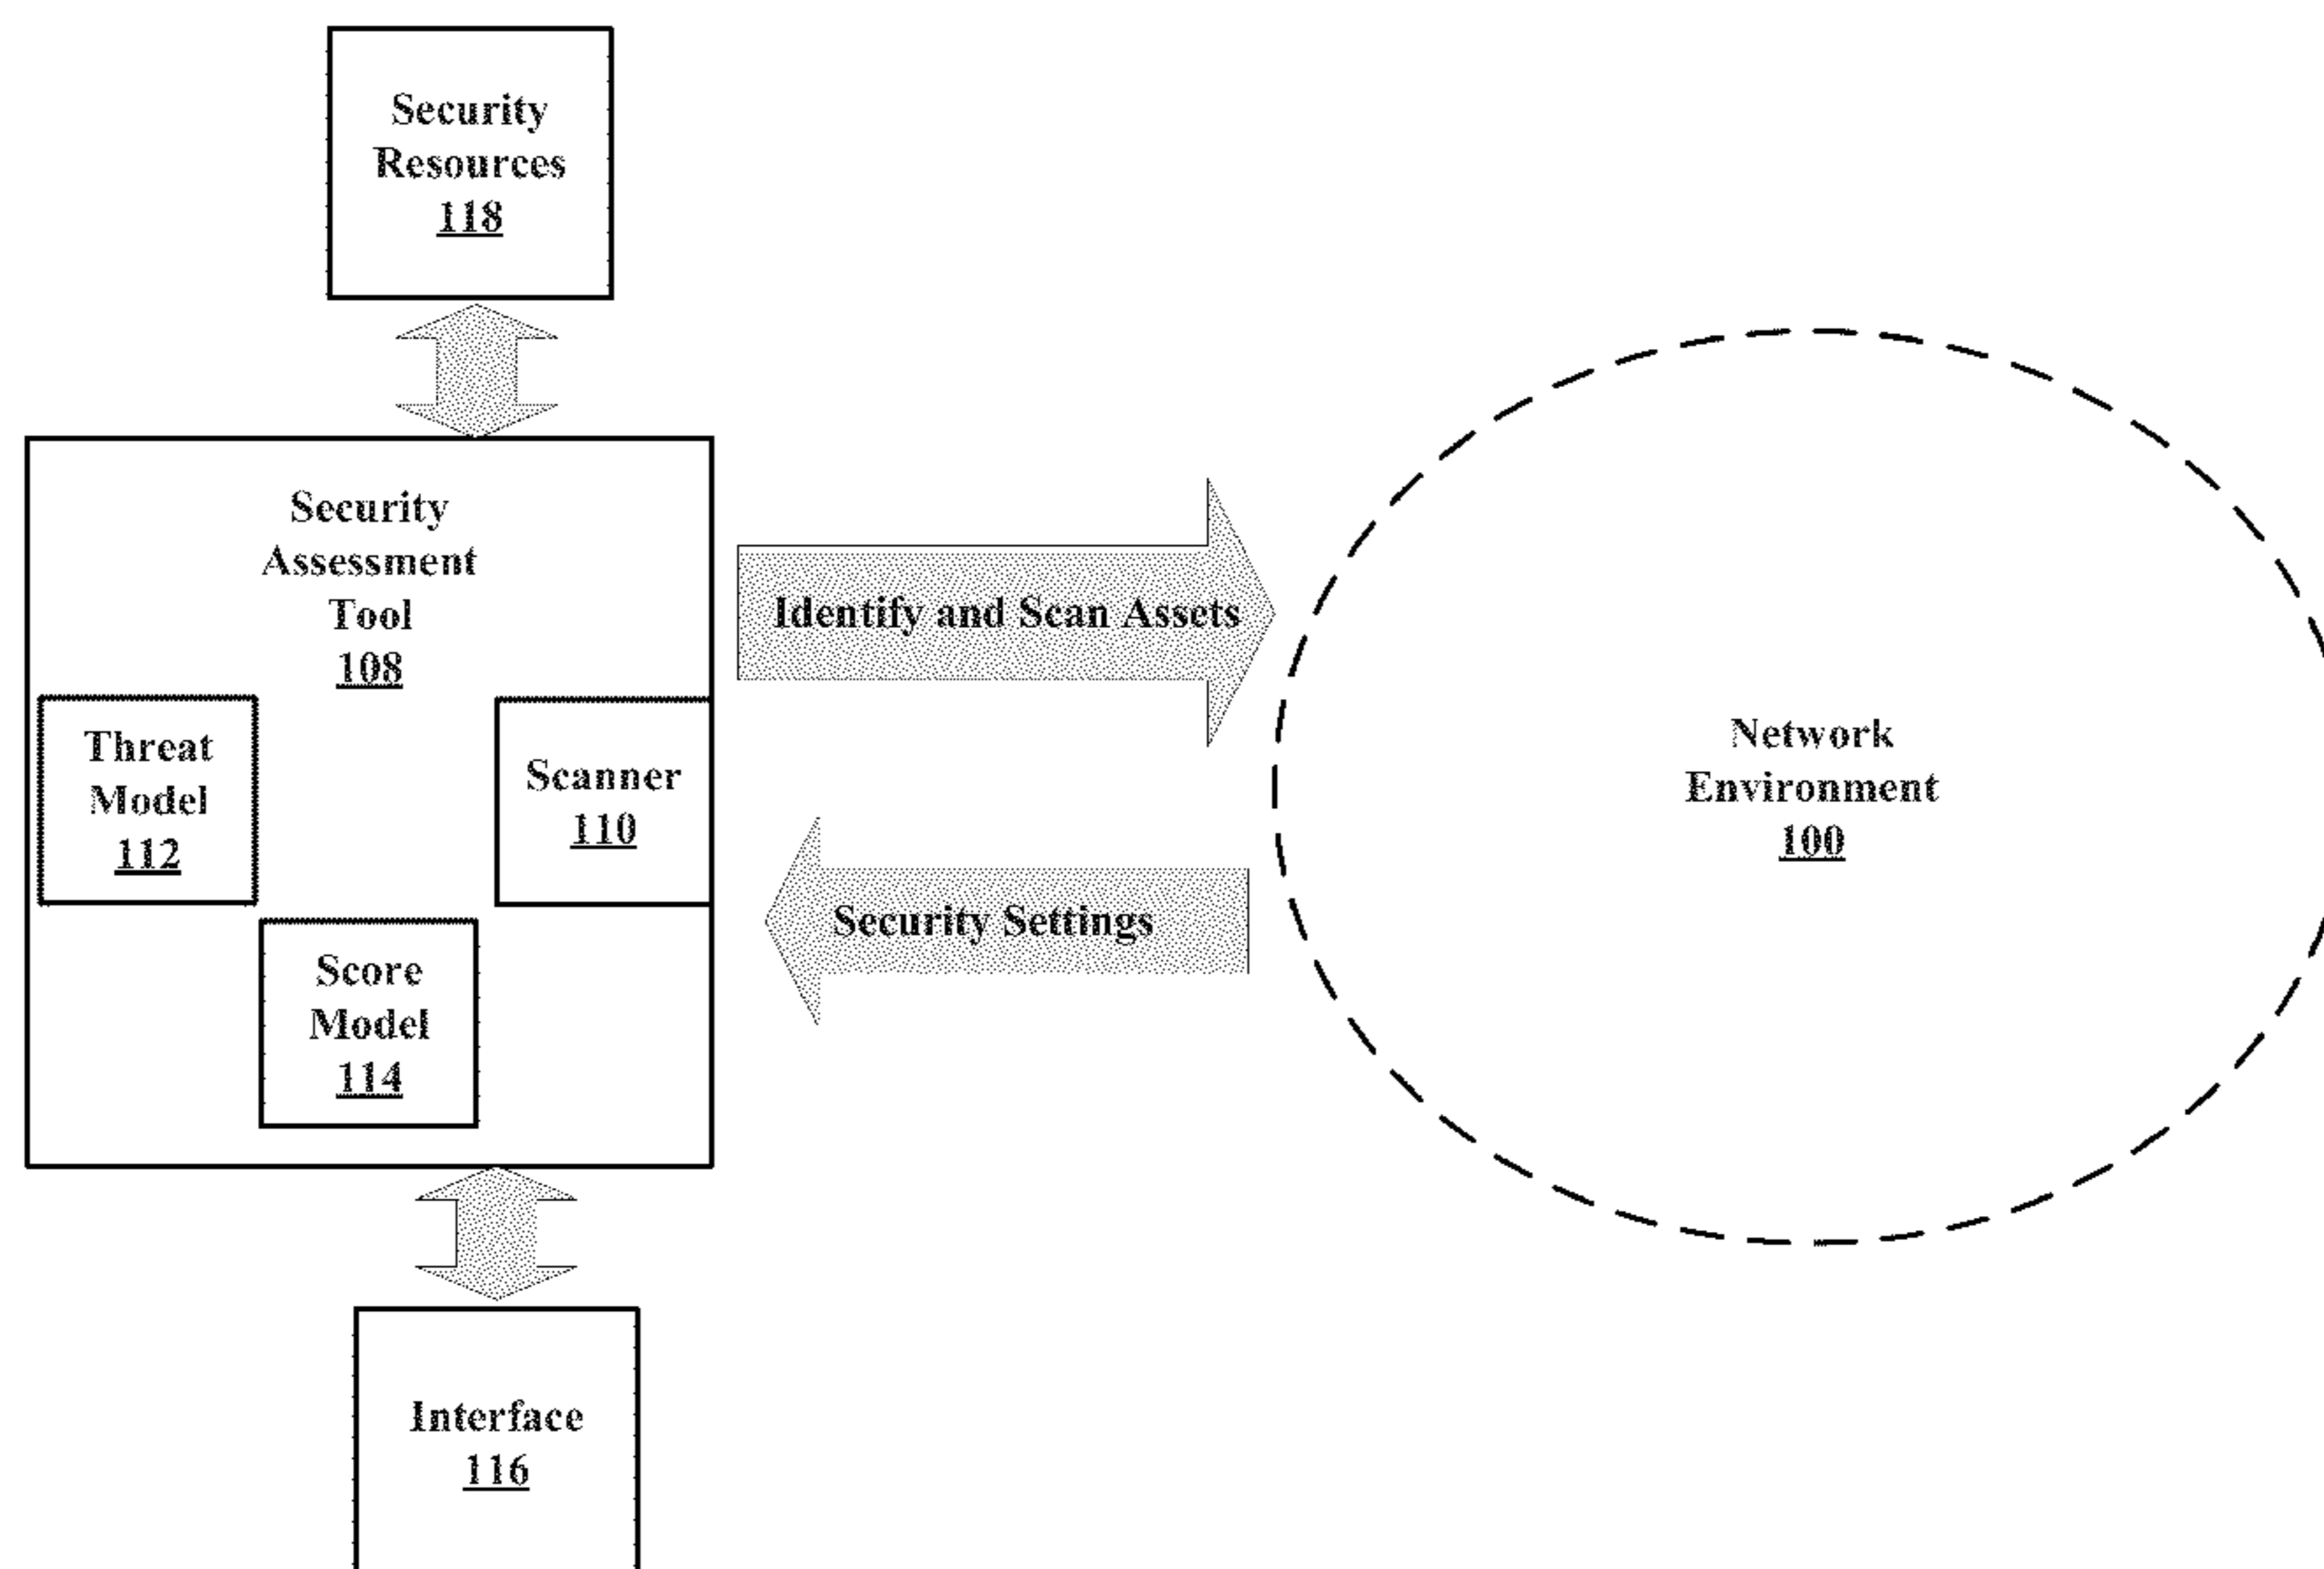 Security
Resources
118
Security
Assessment
Tool
108
Threat
Model
112
Scanner
110
Score
Model
114
Identify and Scan Assets
Security Settings
Network
Environment
100
Interface
116